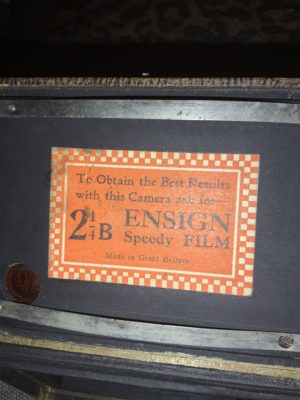 To Obtain the Best Results
with this Camera ask for—
2¼B ENSIGN
Speedy FILM
Made in Great Britain